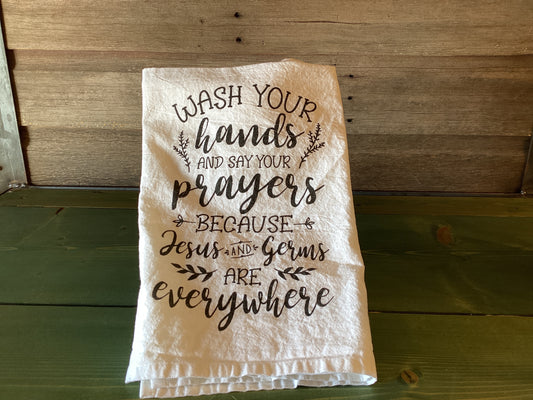 WASH YOUR
hands
AND SAY YOUR
prayers
BECAUSE
Jesus AND Germs
ARE
everywhere